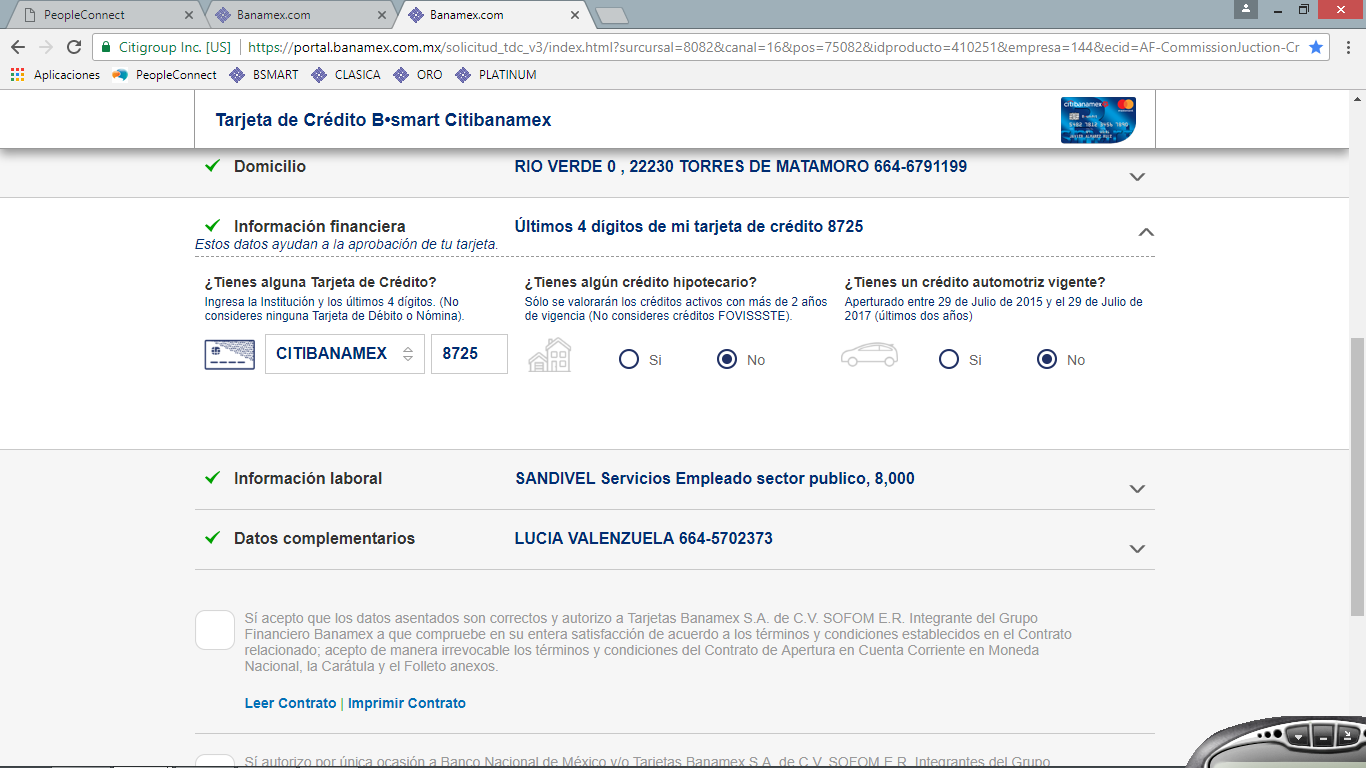 PeopleConnect
Banamex.com
Banamex.com
Citigroup Inc. [US]
https://portal.banamex.com.mx/solicitud_tdc_v3/index.html?surcursal=8082&canal=16&pos=75082&idproducto=410251&empresa=144&ecid=AF-CommissionJuction-Cr
Aplicaciones PeopleConnect BSMART CLASICA ORO PLATINUM
Tarjeta de Crédito B•smart Citibanamex
citibanamex
Domicilio RIO VERDE 0 , 22230 TORRES DE MATAMORO 664-6791199
Información financiera Últimos 4 dígitos de mi tarjeta de crédito 8725
Estos datos ayudan a la aprobación de tu tarjeta.
¿Tienes alguna Tarjeta de Crédito?
Ingresa la Institución y los últimos 4 dígitos. (No
consideres ninguna Tarjeta de Débito o Nómina).
CITIBANAMEX 8725
¿Tienes algún crédito hipotecario?
Sólo se valorarán los créditos activos con más de 2 años
de vigencia (No consideres créditos FOVISSSTE).
Si No
¿Tienes un crédito automotriz vigente?
Aperturado entre 29 de Julio de 2015 y el 29 de Julio de
2017 (últimos dos años)
Si No
Información laboral SANDIVEL Servicios Empleado sector publico, 8,000
Datos complementarios LUCIA VALENZUELA 664-5702373
Sí acepto que los datos asentados son correctos y autorizo a Tarjetas Banamex S.A. de C.V. SOFOM E.R. Integrante del Grupo
Financiero Banamex a que compruebe en su entera satisfacción de acuerdo a los términos y condiciones establecidos en el Contrato
relacionado; acepto de manera irrevocable los términos y condiciones del Contrato de Apertura en Cuenta Corriente en Moneda
Nacional, la Carátula y el Folleto anexos.
Leer Contrato | Imprimir Contrato
Sí autorizo por única ocasión a Banco Nacional de México y/o Tarjetas Banamex S.A. de C.V. SOFOM E.R. Integrantes del Grupo